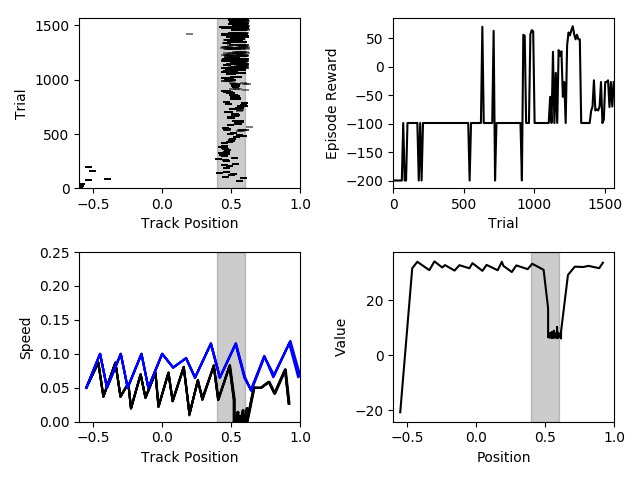 1500
1000
500
0
Trial
−0.5 0.0 0.5 1.0
Track Position
50
0
−50
−100
−150
−200
Episode Reward
0 500 1000 1500
Trial
0.25
0.20
0.15
0.10
0.05
0.00
Speed
−0.5 0.0 0.5 1.0
Track Position
20
0
−20
Value
−0.5 0.0 0.5 1.0
Position